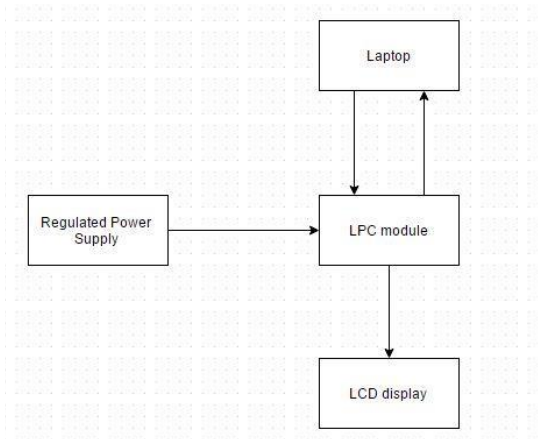 Laptop
Regulated Power
Supply
LPC module
LCD display